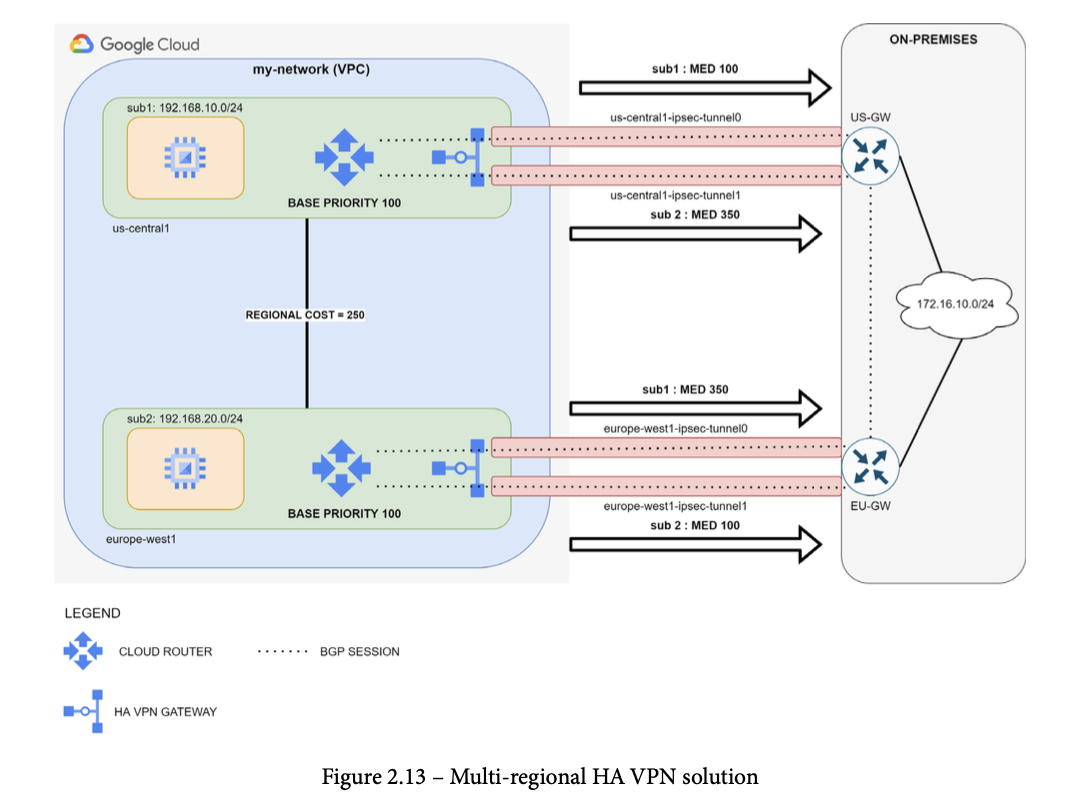 Google Cloud
my-network (VPC)
ON-PREMISES
sub1: 192.168.10.0/24
BASE PRIORITY 100
us-central1
sub1 : MED 100
us-central1-ipsec-tunnel0
us-central1-ipsec-tunnel1
sub 2 : MED 350
US-GW
REGIONAL COST = 250
172.16.10.0/24
sub2: 192.168.20.0/24
BASE PRIORITY 100
europe-west1
sub1 : MED 350
europe-west1-ipsec-tunnel0
europe-west1-ipsec-tunnel1
sub 2 : MED 100
EU-GW
LEGEND
CLOUD ROUTER
BGP SESSION
HA VPN GATEWAY
Figure 2.13 – Multi-regional HA VPN solution